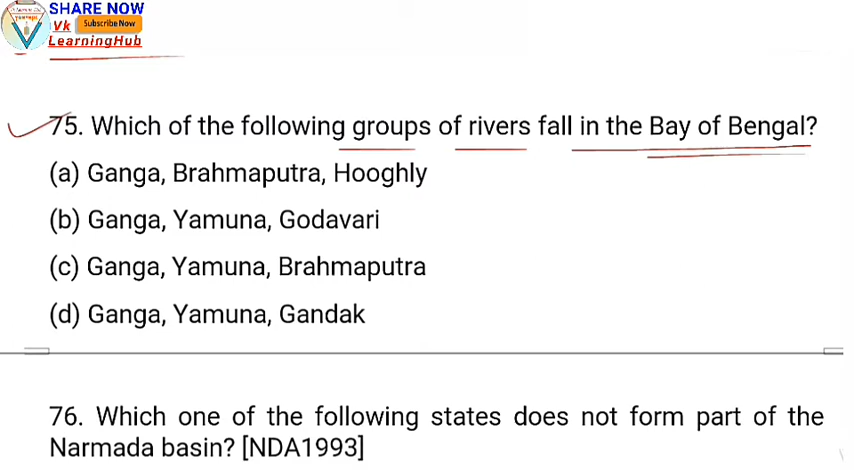 SHARE NOW
Vk Subscribe Now
LearningHub
75. Which of the following groups of rivers fall in the Bay of Bengal?
(a) Ganga, Brahmaputra, Hooghly
(b) Ganga, Yamuna, Godavari
(c) Ganga, Yamuna, Brahmaputra
(d) Ganga, Yamuna, Gandak
76. Which one of the following states does not form part of the
Narmada basin? [NDA1993]